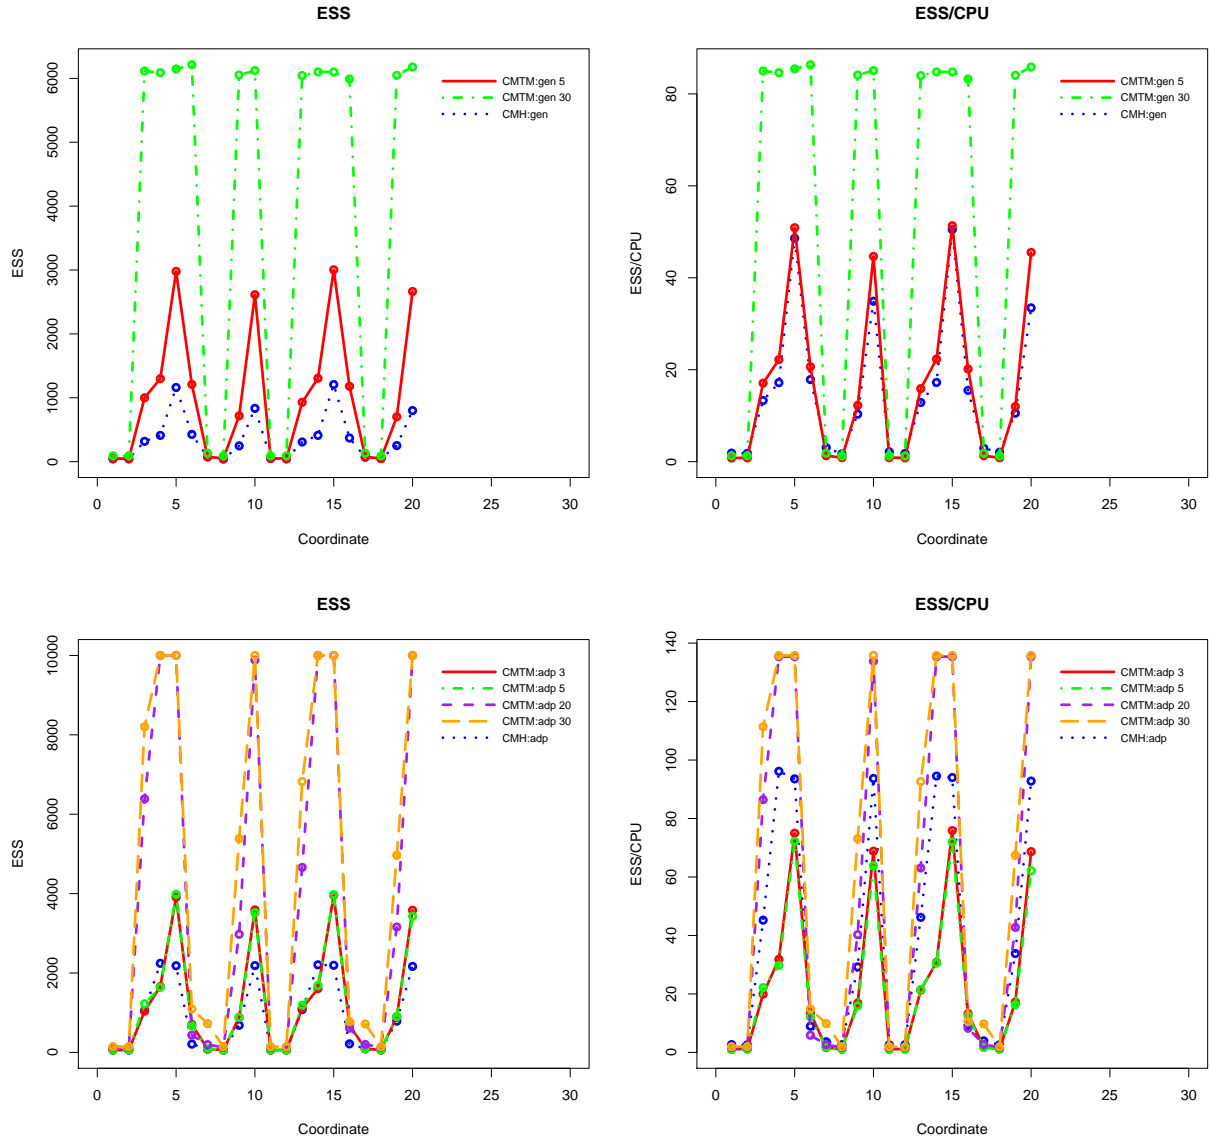 ESS
ESS
0
1000
2000
3000
4000
5000
6000
0
5
10
15
20
25
30
Coordinate
CMTM:gen 5
CMTM:gen 30
CMH:gen
ESS/CPU
ESS/CPU
0
20
40
60
80
0
5
10
15
20
25
30
Coordinate
CMTM:gen 5
CMTM:gen 30
CMH:gen
ESS
ESS
0
2000
4000
6000
8000
10000
0
5
10
15
20
25
30
Coordinate
CMTM:adp 3
CMTM:adp 5
CMTM:adp 20
CMTM:adp 30
CMH:adp
ESS/CPU
ESS/CPU
0
20
40
60
80
100
120
140
0
5
10
15
20
25
30
Coordinate
CMTM:adp 3
CMTM:adp 5
CMTM:adp 20
CMTM:adp 30
CMH:adp